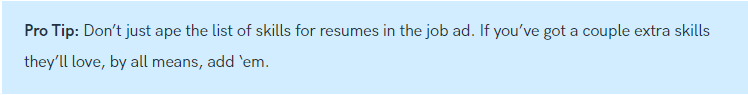 Pro Tip: Don’t just ape the list of skills for resumes in the job ad. If you’ve got a couple extra skills
they’ll love, by all means, add ‘em.